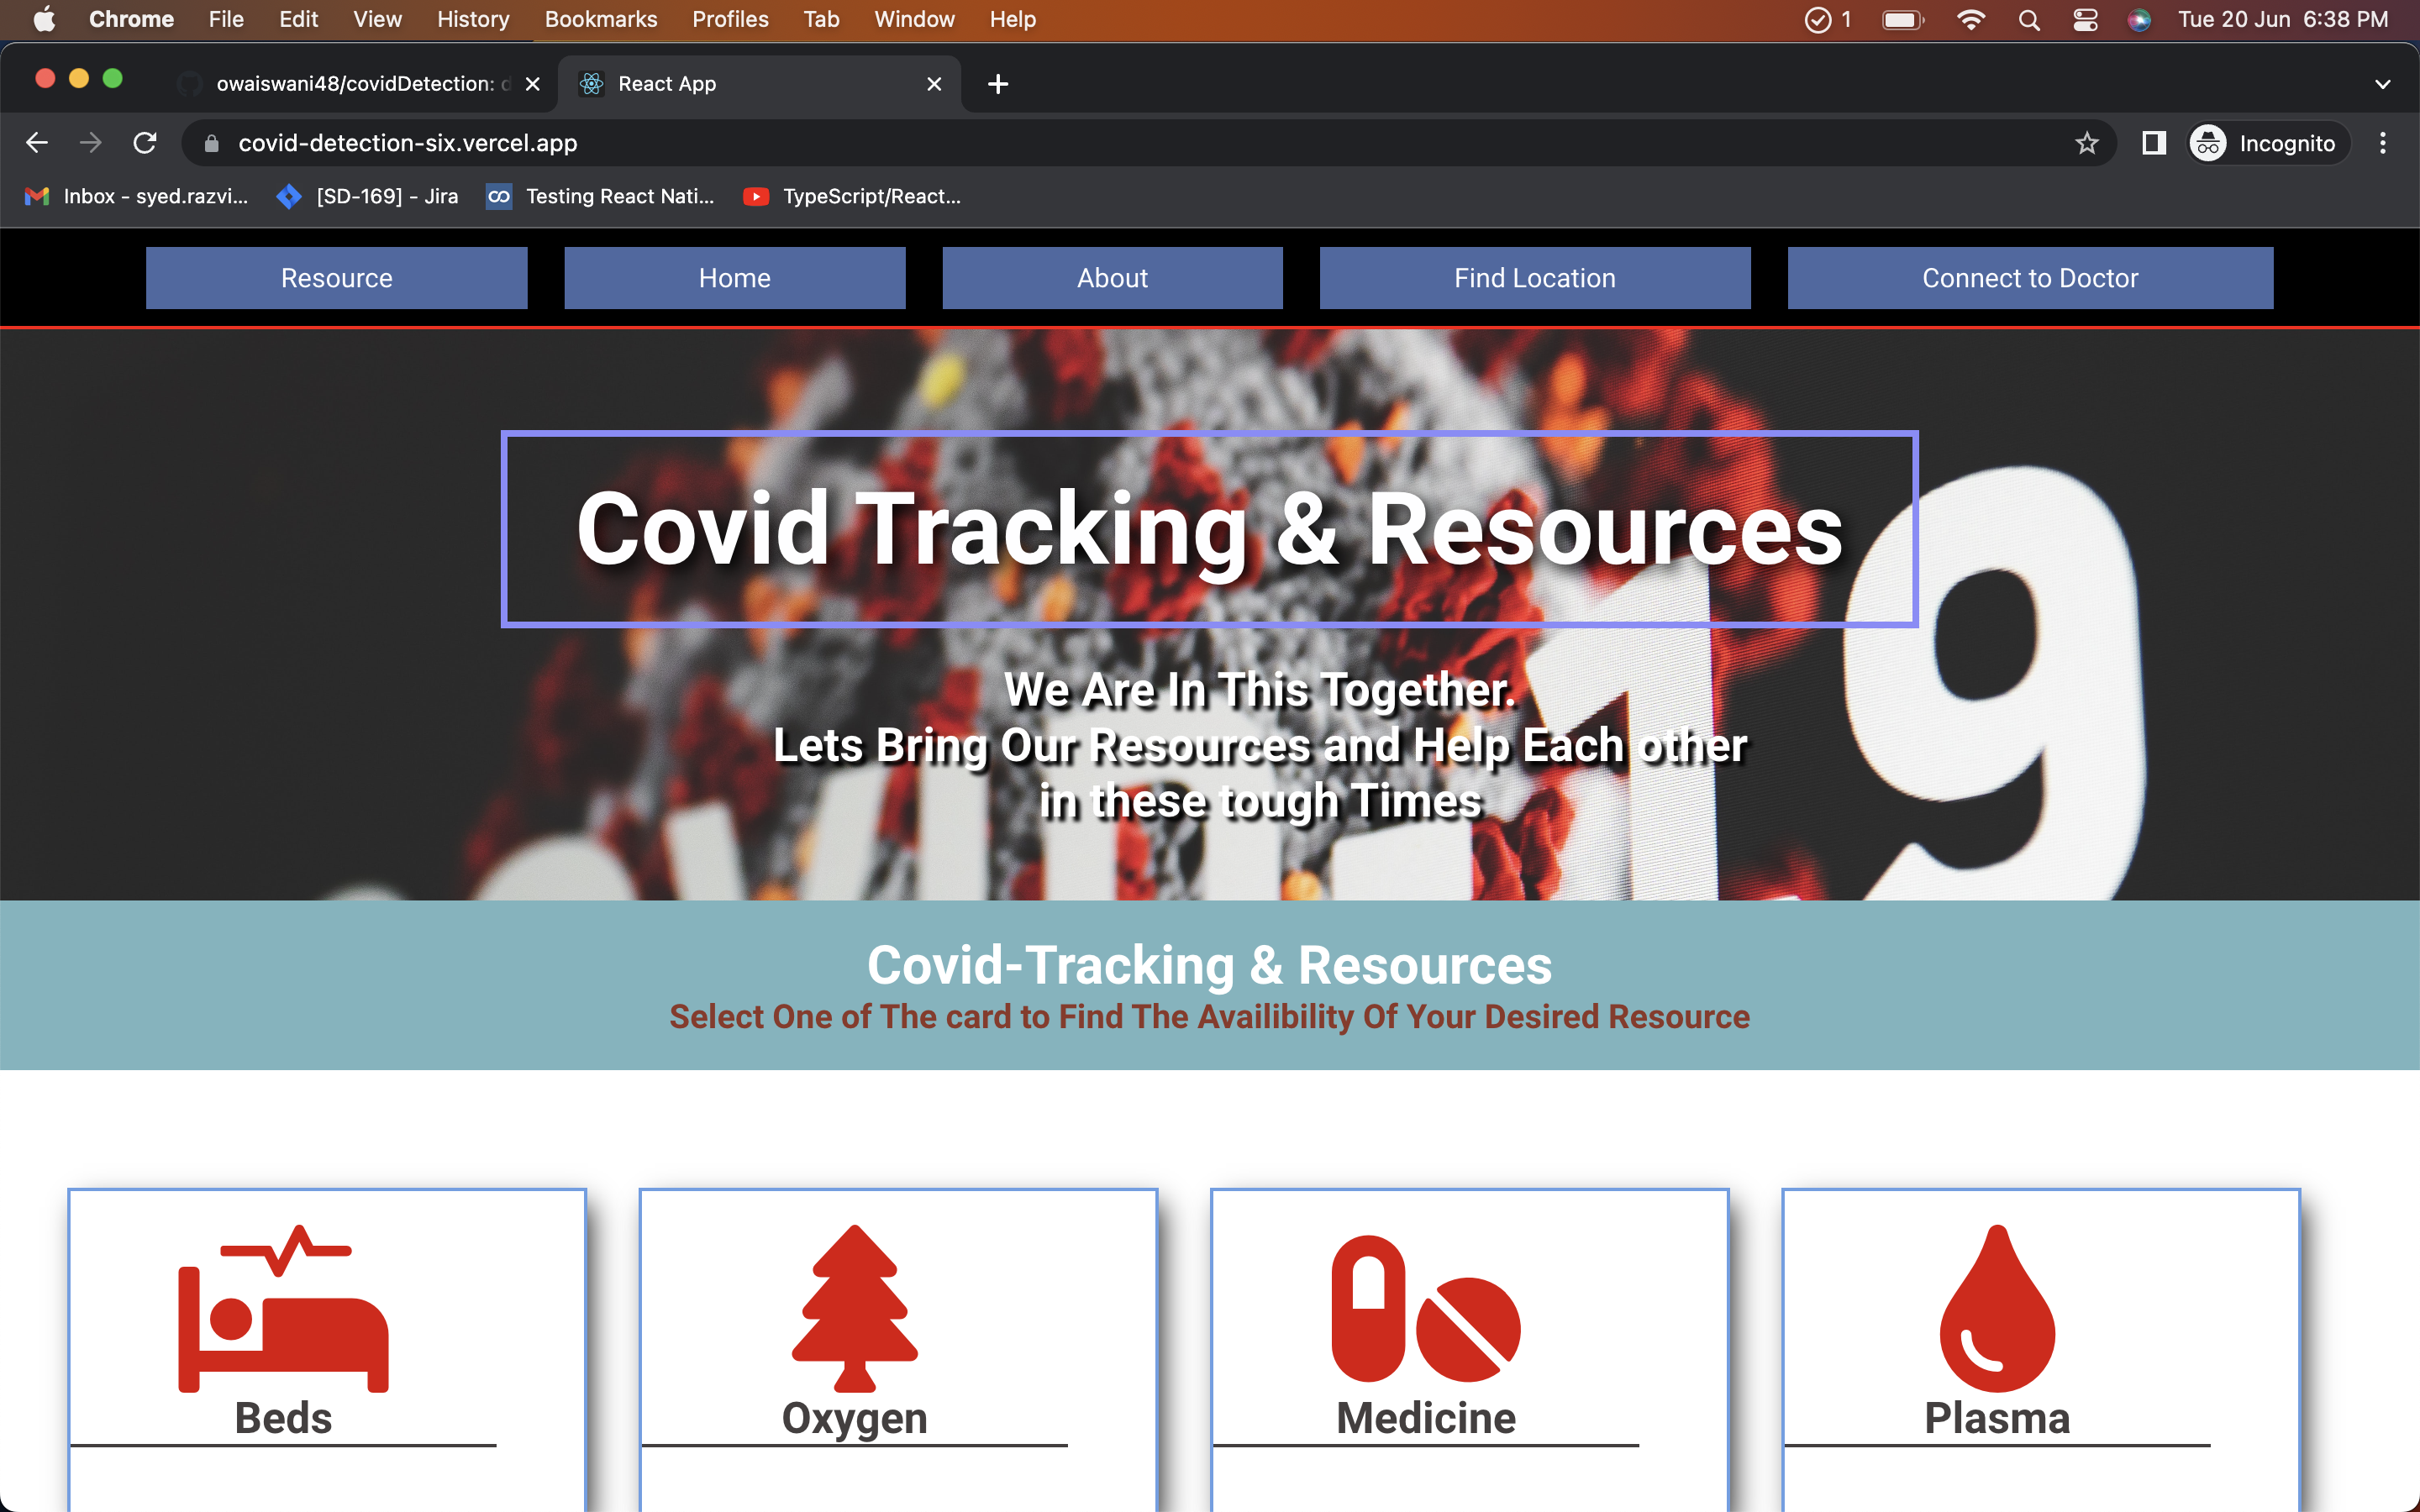 Chrome File Edit View History Bookmarks Profiles Tab Window Help 1 Tue 20 Jun 6:38 PM
owaiswani48/covidDetection: d React App
covid-detection-six.vercel.app Incognito
Inbox - syed.razvi... [SD-169] - Jira Testing React Nati... TypeScript/React...
Resource Home About Find Location Connect to Doctor
Covid Tracking & Resources
We Are In This Together.
Lets Bring Our Resources and Help Each other
in these tough Times
Covid-Tracking & Resources
Select One of The card to Find The Availibility Of Your Desired Resource
Beds Oxygen Medicine Plasma